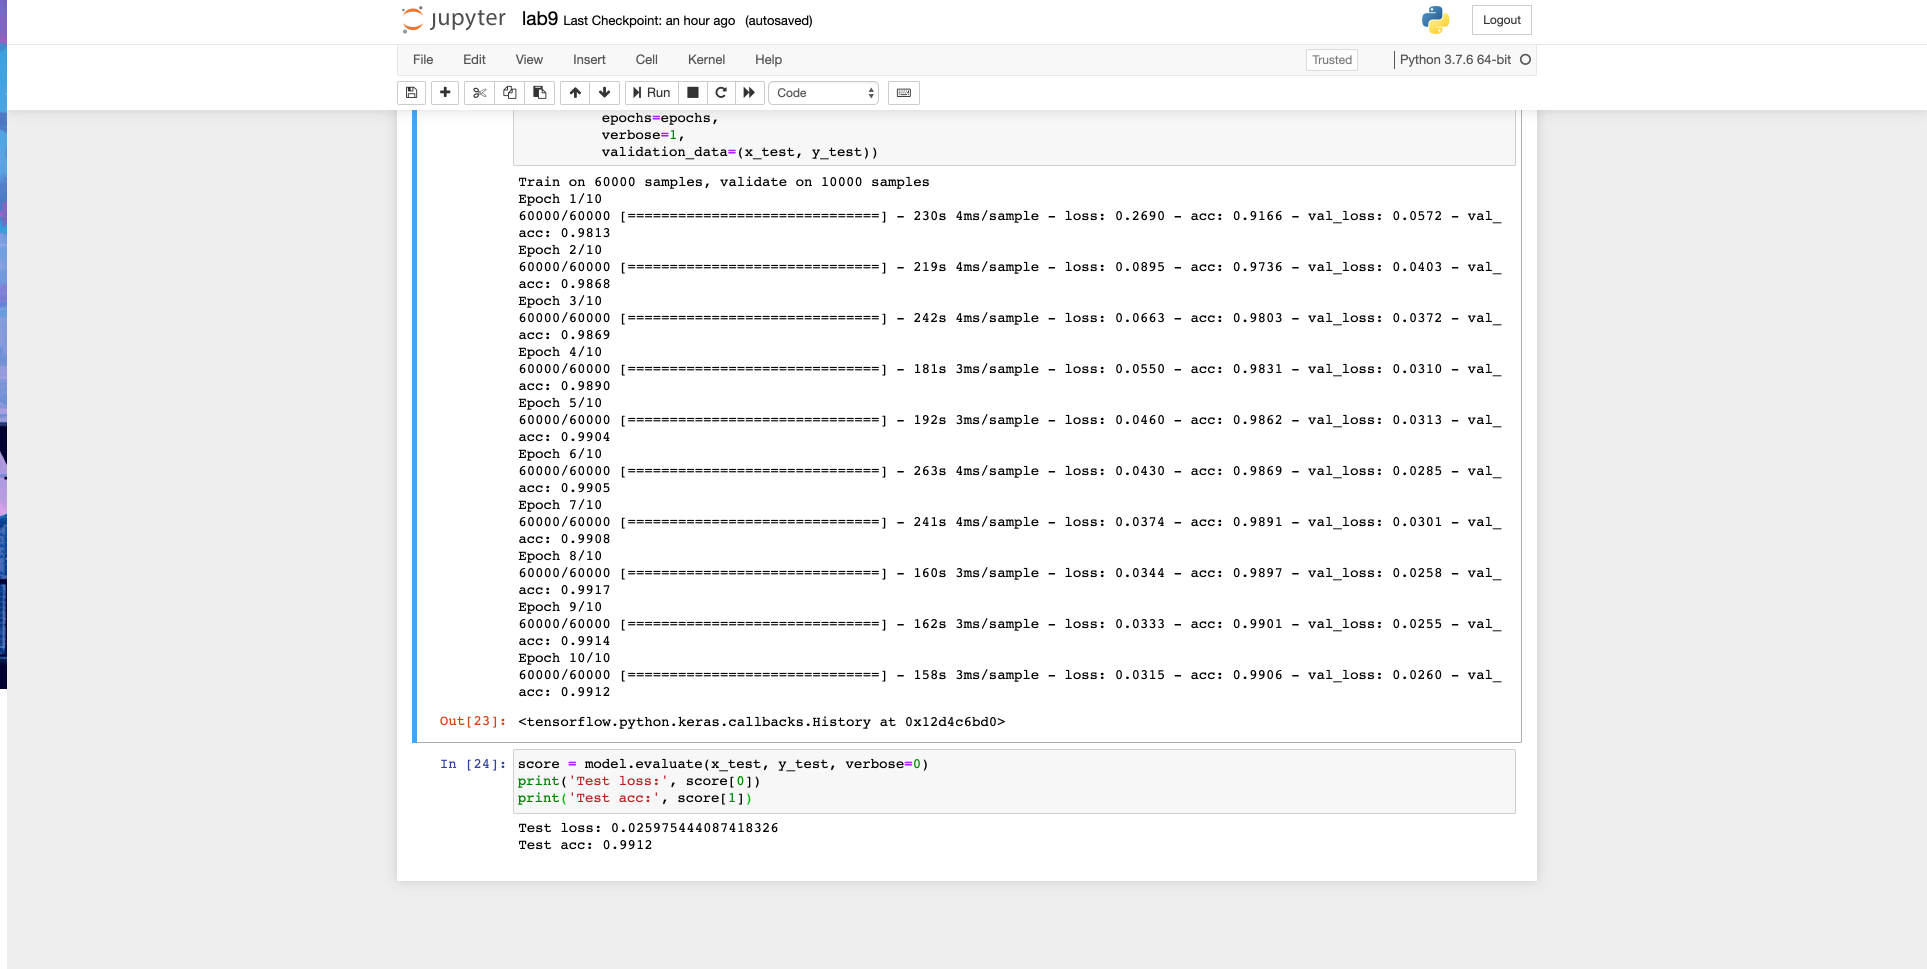 jupyter lab9 Last Checkpoint: an hour ago (autosaved) Logout
File Edit View Insert Cell Kernel Help Trusted Python 3.7.6 64-bit
Run Code
epochs=epochs,
verbose=1,
validation_data=(x_test, y_test))
Train on 60000 samples, validate on 10000 samples
Epoch 1/10
60000/60000 [==============================] - 230s 4ms/sample - loss: 0.2690 - acc: 0.9166 - val_loss: 0.0572 - val_
acc: 0.9813
Epoch 2/10
60000/60000 [==============================] - 219s 4ms/sample - loss: 0.0895 - acc: 0.9736 - val_loss: 0.0403 - val_
acc: 0.9868
Epoch 3/10
60000/60000 [==============================] - 242s 4ms/sample - loss: 0.0663 - acc: 0.9803 - val_loss: 0.0372 - val_
acc: 0.9869
Epoch 4/10
60000/60000 [==============================] - 181s 3ms/sample - loss: 0.0550 - acc: 0.9831 - val_loss: 0.0310 - val_
acc: 0.9890
Epoch 5/10
60000/60000 [==============================] - 192s 3ms/sample - loss: 0.0460 - acc: 0.9862 - val_loss: 0.0313 - val_
acc: 0.9904
Epoch 6/10
60000/60000 [==============================] - 263s 4ms/sample - loss: 0.0430 - acc: 0.9869 - val_loss: 0.0285 - val_
acc: 0.9905
Epoch 7/10
60000/60000 [==============================] - 241s 4ms/sample - loss: 0.0374 - acc: 0.9891 - val_loss: 0.0301 - val_
acc: 0.9908
Epoch 8/10
60000/60000 [==============================] - 160s 3ms/sample - loss: 0.0344 - acc: 0.9897 - val_loss: 0.0258 - val_
acc: 0.9917
Epoch 9/10
60000/60000 [==============================] - 162s 3ms/sample - loss: 0.0333 - acc: 0.9901 - val_loss: 0.0255 - val_
acc: 0.9914
Epoch 10/10
60000/60000 [==============================] - 158s 3ms/sample - loss: 0.0315 - acc: 0.9906 - val_loss: 0.0260 - val_
acc: 0.9912
Out[23]: <tensorflow.python.keras.callbacks.History at 0x12d4c6bd0>
In [24]: score = model.evaluate(x_test, y_test, verbose=0)
print('Test loss:', score[0])
print('Test acc:', score[1])
Test loss: 0.025975444087418326
Test acc: 0.9912